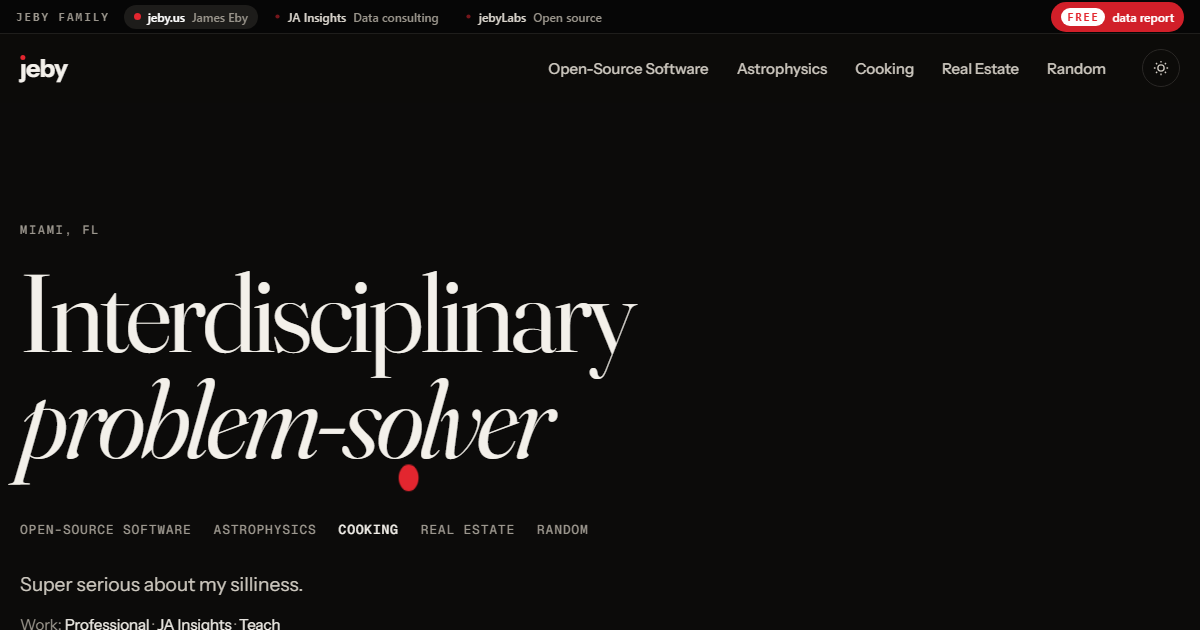 JEBY FAMILY jeby.us James Eby JA Insights Data consulting jebyLabs Open source FREE data report
jeby Open-Source Software Astrophysics Cooking Real Estate Random
MIAMI, FL
Interdisciplinary
problem-solver
OPEN-SOURCE SOFTWARE ASTROPHYSICS COOKING REAL ESTATE RANDOM
Super serious about my silliness.
Work: Professional · JA Insights · Teach